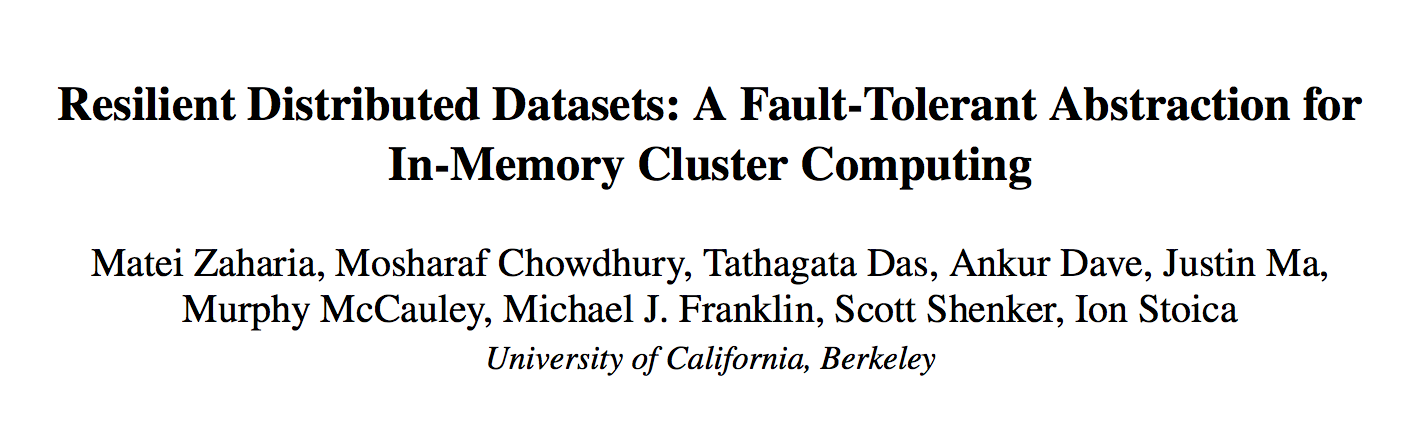 Resilient Distributed Datasets: A Fault-Tolerant Abstraction for
In-Memory Cluster Computing
Matei Zaharia, Mosharaf Chowdhury, Tathagata Das, Ankur Dave, Justin Ma,
Murphy McCauley, Michael J. Franklin, Scott Shenker, Ion Stoica
University of California, Berkeley